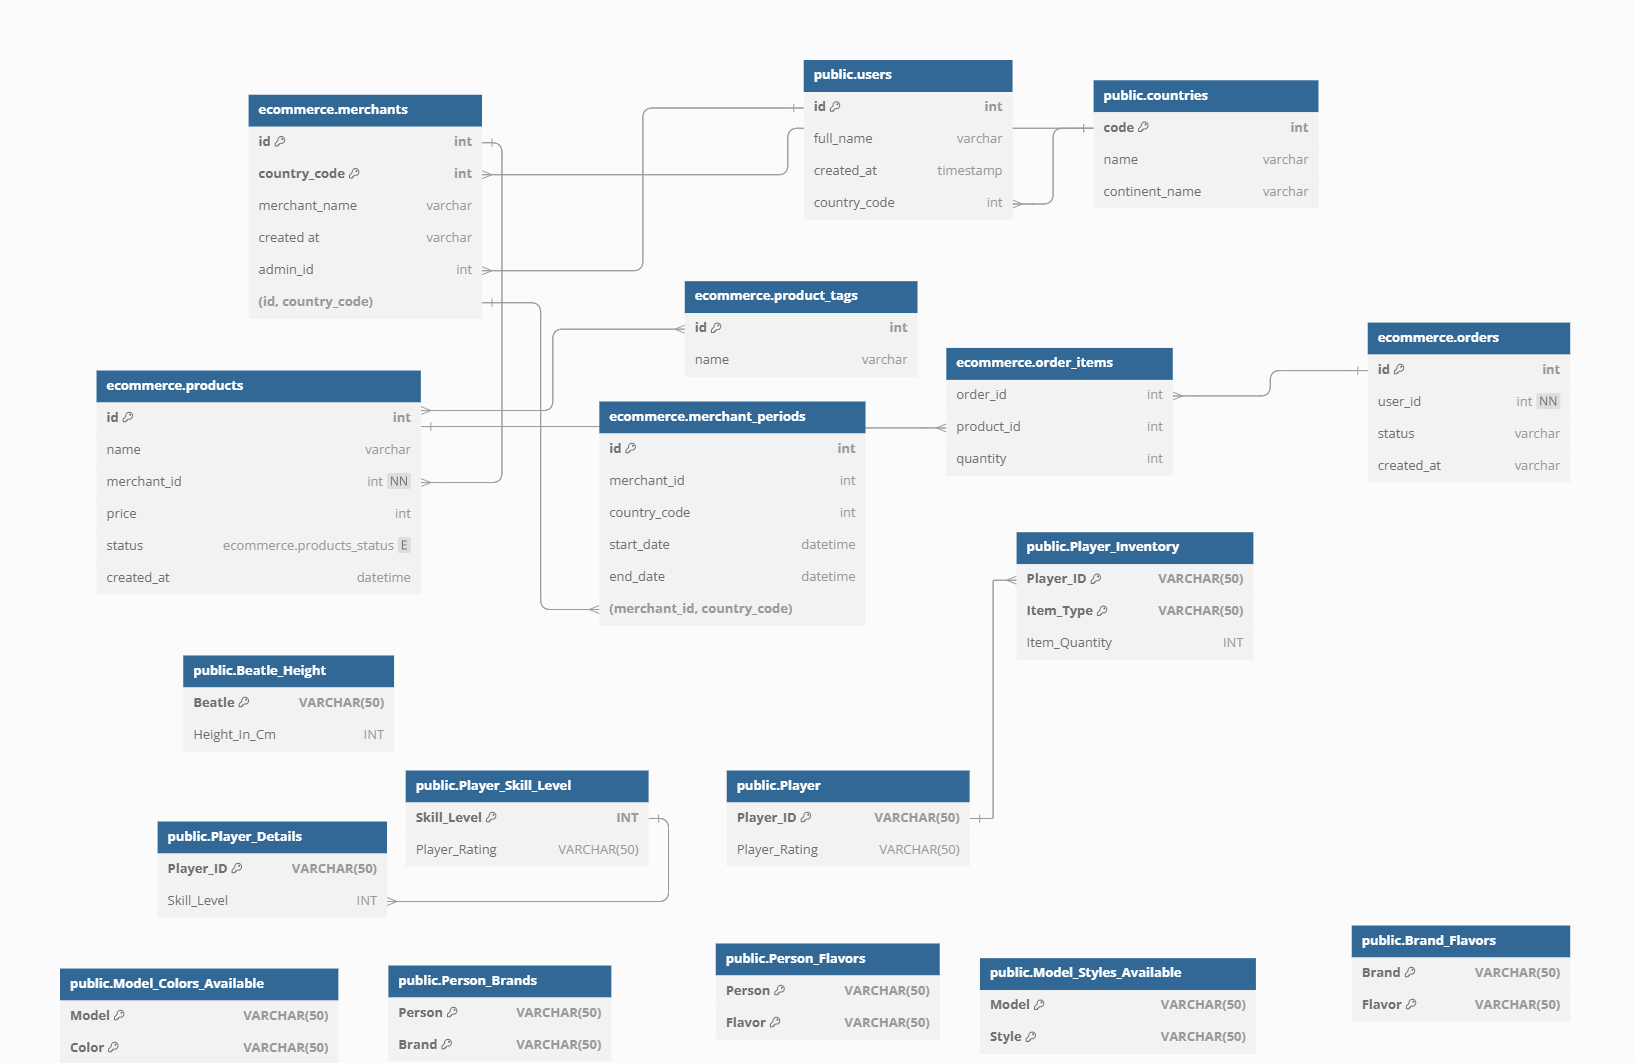 public.users
id int
full_name varchar
created_at timestamp
country_code int
public.countries
code int
name varchar
continent_name varchar
ecommerce.merchants
id int
country_code int
merchant_name varchar
created at varchar
admin_id int
(id, country_code)
ecommerce.product_tags
id int
name varchar
ecommerce.orders
id int
user_id int NN
status varchar
created_at varchar
ecommerce.order_items
order_id int
product_id int
quantity int
ecommerce.products
id int
name varchar
merchant_id int NN
price int
status ecommerce.products_status E
created_at datetime
ecommerce.merchant_periods
id int
merchant_id int
country_code int
start_date datetime
end_date datetime
(merchant_id, country_code)
public.Player_Inventory
Player_ID VARCHAR(50)
Item_Type VARCHAR(50)
Item_Quantity INT
public.Beatle_Height
Beatle VARCHAR(50)
Height_In_Cm INT
public.Player_Skill_Level
Skill_Level INT
Player_Rating VARCHAR(50)
public.Player
Player_ID VARCHAR(50)
Player_Rating VARCHAR(50)
public.Player_Details
Player_ID VARCHAR(50)
Skill_Level INT
public.Brand_Flavors
Brand VARCHAR(50)
Flavor VARCHAR(50)
public.Person_Flavors
Person VARCHAR(50)
Flavor VARCHAR(50)
public.Model_Styles_Available
Model VARCHAR(50)
Style VARCHAR(50)
public.Person_Brands
Person VARCHAR(50)
Brand VARCHAR(50)
public.Model_Colors_Available
Model VARCHAR(50)
Color VARCHAR(50)